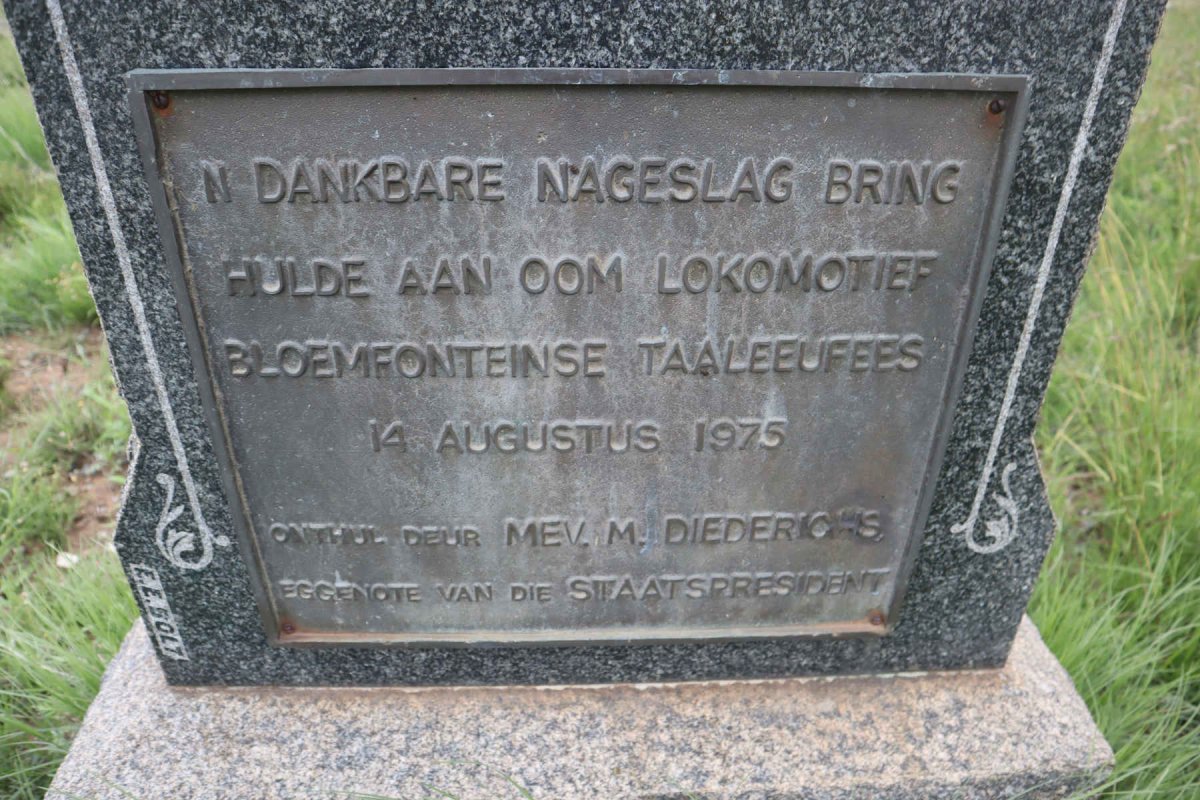 'N DANKBARE NAGESLAG BRING
HULDE AAN OOM LOKOMOTIEF
BLOEMFONTEINSE TAALEEUFEES
14 AUGUSTUS 1975
ONTHUL DEUR MEV. M. DIEDERICHS,
EGGENOTE VAN DIE STAATSPRESIDENT